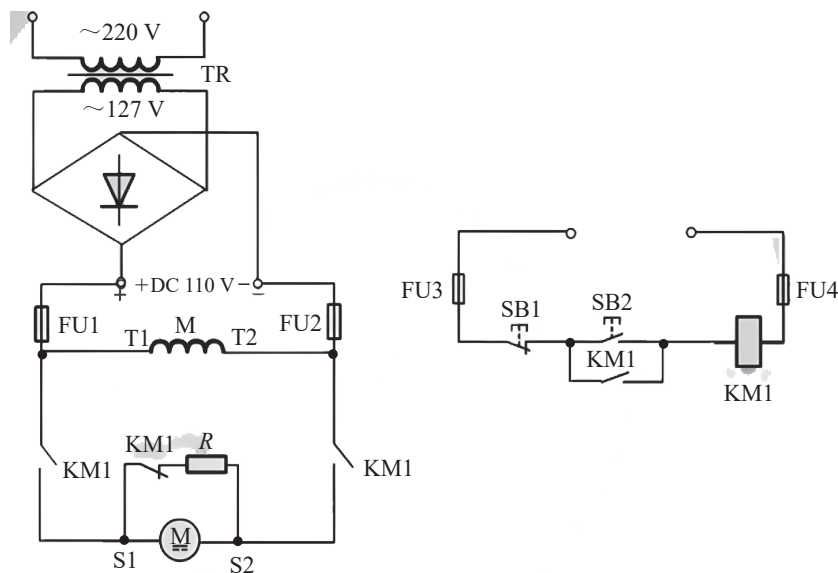 ~220 V
TR
~127 V
+DC 110 V−
FU1
T1
M
T2
FU2
KM1
KM1
R
KM1
S1
M
S2
FU3
SB1
SB2
KM1
FU4
KM1